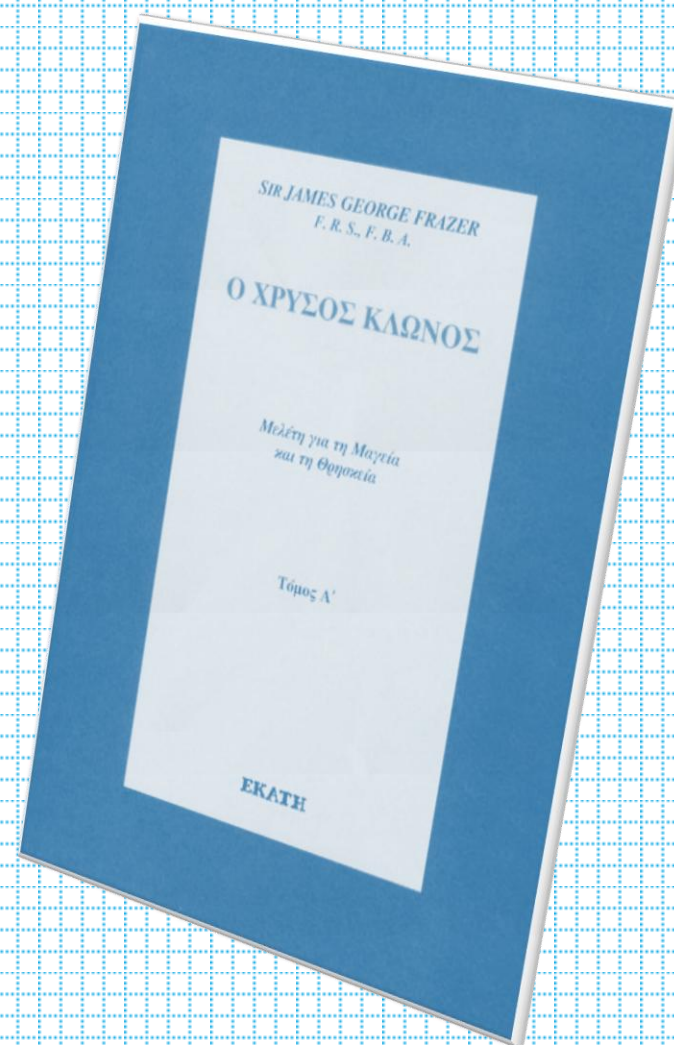 SIR JAMES GEORGE FRAZER
F. R. S., F. B. A.
Ο ΧΡΥΣΟΣ ΚΛΩΝΟΣ
Μελέτη για τη Μαγεία
και τη Θρησκεία
Τόμος Α'
ΕΚΑΤΗ